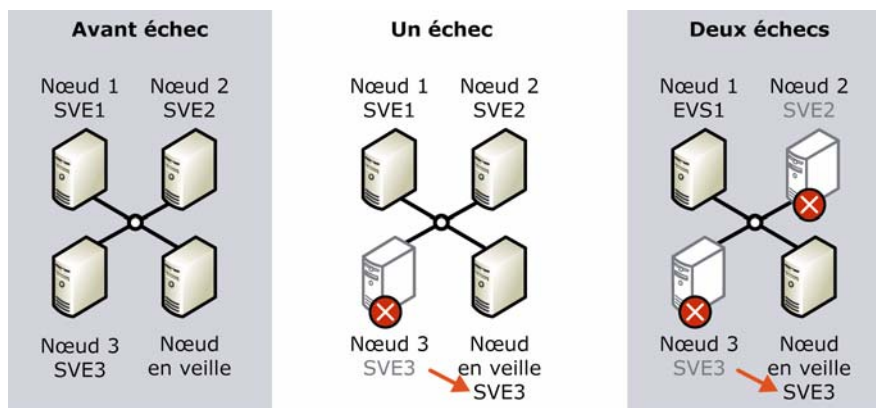 Avant échec
Un échec
Deux échecs
Nœud 1
SVE1
Nœud 2
SVE2
Nœud 3
SVE3
Nœud
en veille
Nœud 1
SVE1
Nœud 2
SVE2
Nœud 3
SVE3
Nœud
en veille
SVE3
Nœud 1
EVS1
Nœud 2
SVE2
Nœud 3
SVE3
Nœud
en veille
SVE3